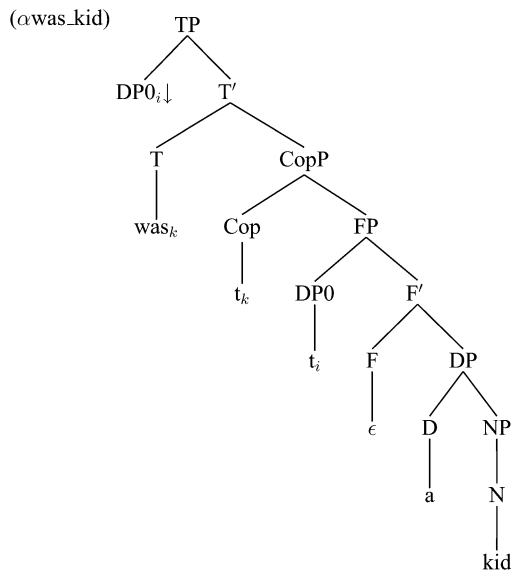 (αwas_kid)
TP
DP0ᵢ↓ T′
T CopP
wasₖ Cop FP
tₖ DP0 F′
tᵢ F DP
ϵ D NP
a N
kid